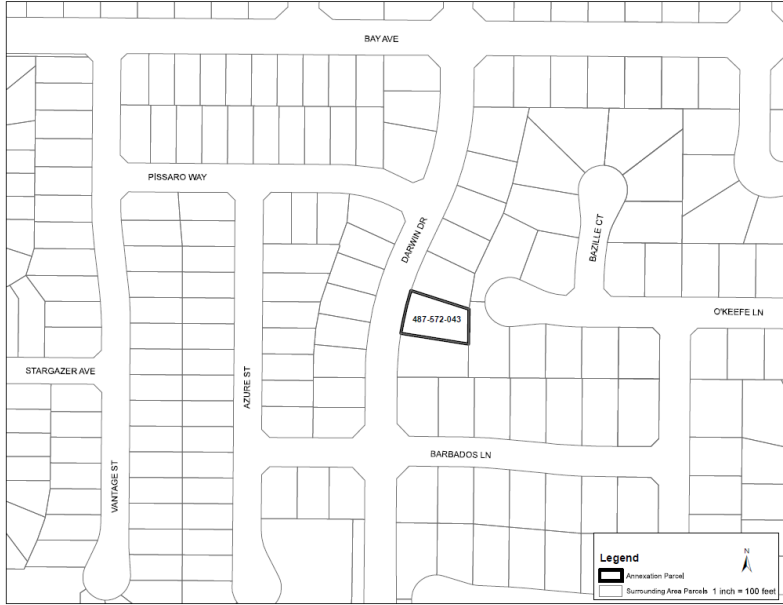 BAY AVE
PISSARO WAY
DARWIN DR
BAZILLE CT
487-572-043
O'KEEFE LN
STARGAZER AVE
AZURE ST
BARBADOS LN
VANTAGE ST
Legend
N
Annexation Parcel
Surrounding Area Parcels 1 inch = 100 feet